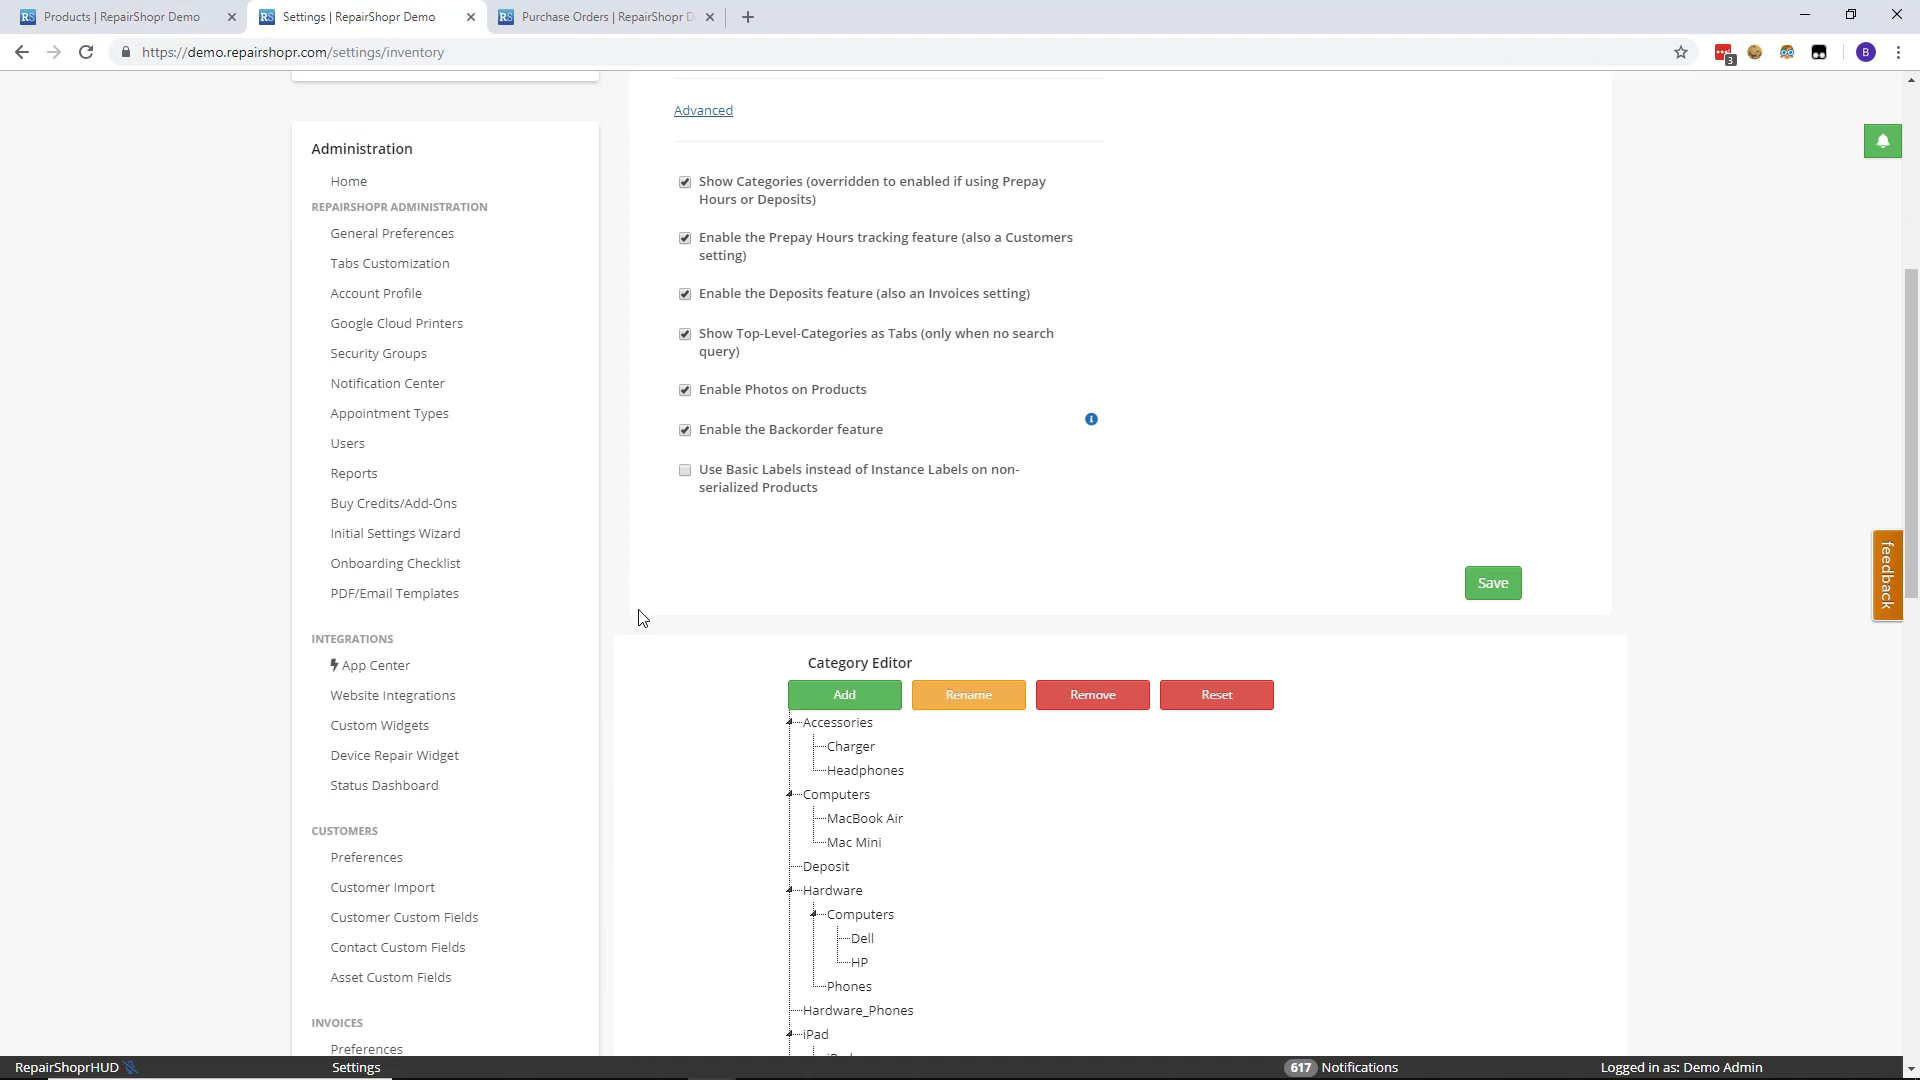 Products | RepairShopr Demo
Settings | RepairShopr Demo
Purchase Orders | RepairShopr D
https://demo.repairshopr.com/settings/inventory
3
B
Administration
Home
REPAIRSHOPR ADMINISTRATION
General Preferences
Tabs Customization
Account Profile
Google Cloud Printers
Security Groups
Notification Center
Appointment Types
Users
Reports
Buy Credits/Add-Ons
Initial Settings Wizard
Onboarding Checklist
PDF/Email Templates
INTEGRATIONS
App Center
Website Integrations
Custom Widgets
Device Repair Widget
Status Dashboard
CUSTOMERS
Preferences
Customer Import
Customer Custom Fields
Contact Custom Fields
Asset Custom Fields
INVOICES
Preferences
Advanced
Show Categories (overridden to enabled if using Prepay
Hours or Deposits)
Enable the Prepay Hours tracking feature (also a Customers
setting)
Enable the Deposits feature (also an Invoices setting)
Show Top-Level-Categories as Tabs (only when no search
query)
Enable Photos on Products
Enable the Backorder feature
Use Basic Labels instead of Instance Labels on non-
serialized Products
Save
feedback
Category Editor
Add Rename Remove Reset
Accessories
Charger
Headphones
Computers
MacBook Air
Mac Mini
Deposit
Hardware
Computers
Dell
HP
Phones
Hardware_Phones
iPad
RepairShoprHUD
Settings
617 Notifications
Logged in as: Demo Admin